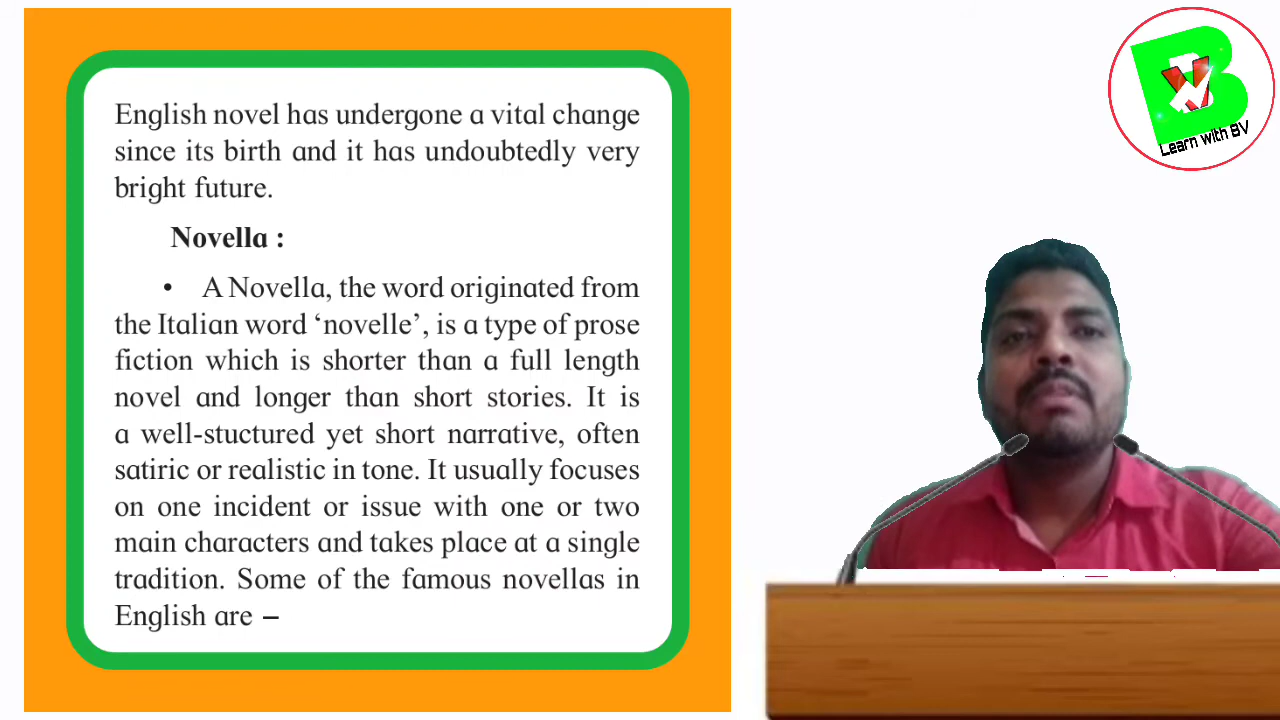 English novel has undergone a vital change
since its birth and it has undoubtedly very
bright future.
Novella :
• A Novella, the word originated from
the Italian word ‘novelle’, is a type of prose
fiction which is shorter than a full length
novel and longer than short stories. It is
a well-stuctured yet short narrative, often
satiric or realistic in tone. It usually focuses
on one incident or issue with one or two
main characters and takes place at a single
tradition. Some of the famous novellas in
English are –
B
V
Learn with BV